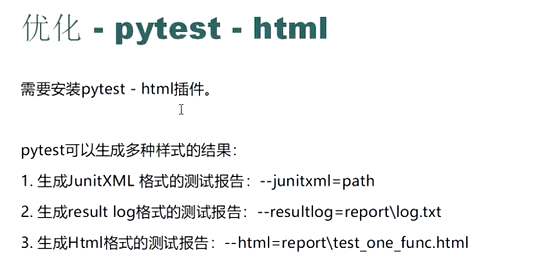 优化 - pytest - html
需要安装pytest - html插件。
pytest可以生成多种样式的结果：
1. 生成JunitXML 格式的测试报告：--junitxml=path
2. 生成result log格式的测试报告：--resultlog=report\log.txt
3. 生成Html格式的测试报告：--html=report\test_one_func.html